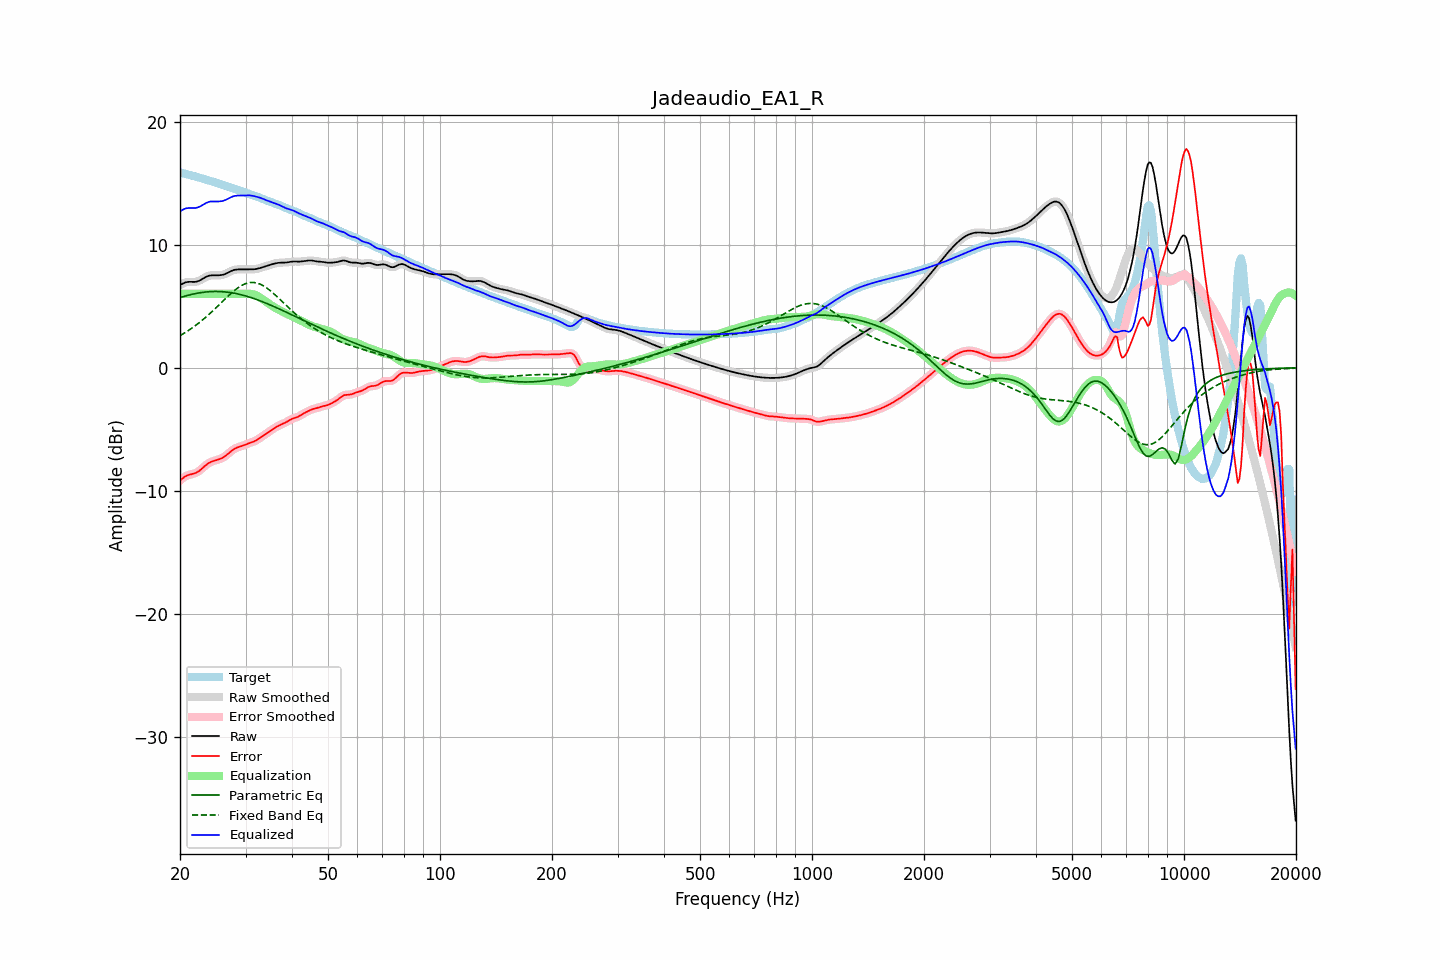 Jadeaudio_EA1_R
20
10
0
−10
−20
−30
Amplitude (dBr)
Target
Raw Smoothed
Error Smoothed
Raw
Error
Equalization
Parametric Eq
Fixed Band Eq
Equalized
20 50 100 200 500 1000 2000 5000 10000 20000
Frequency (Hz)